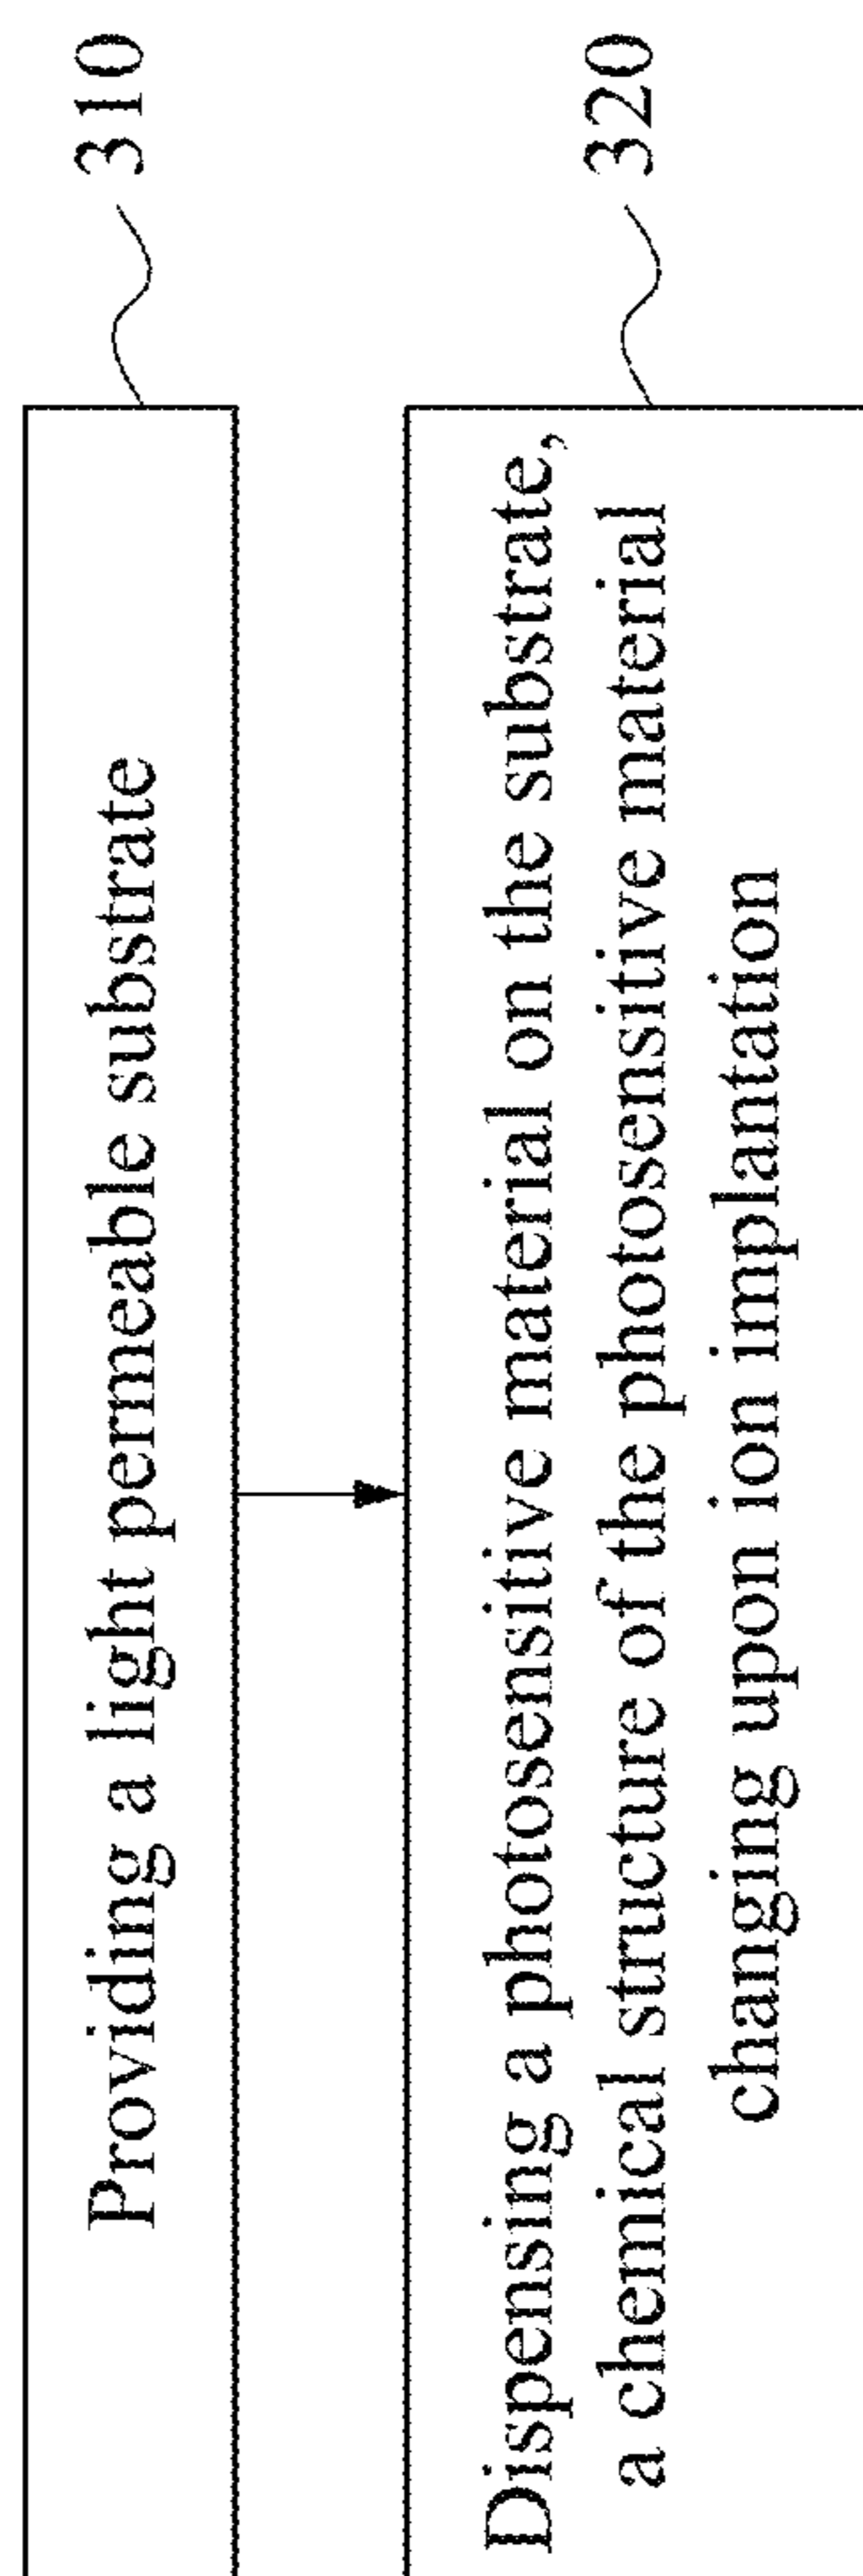 Providing a light permeable substrate
310
Dispensing a photosensitive material on the substrate,
a chemical structure of the photosensitive material
changing upon ion implantation
320